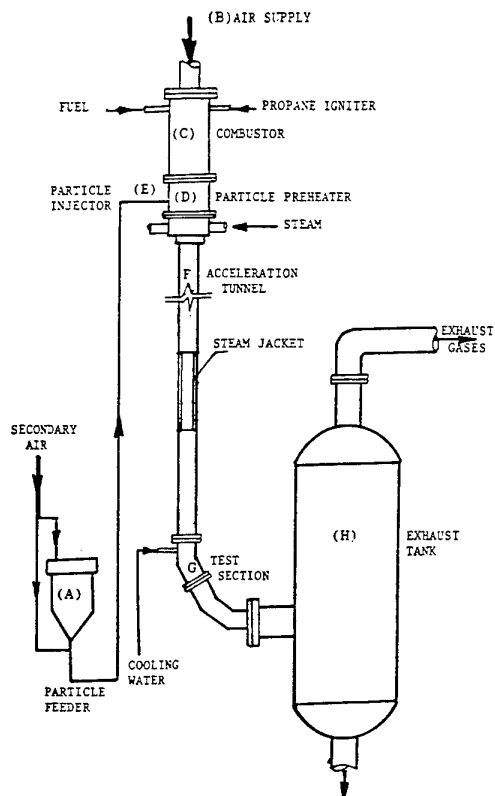 (B) AIR SUPPLY
FUEL
PROPANE IGNITER
(C)
COMBUSTOR
PARTICLE
INJECTOR
(E)
(D)
PARTICLE PREHEATER
STEAM
F
ACCELERATION
TUNNEL
STEAM JACKET
EXHAUST
GASES
SECONDARY
AIR
(A)
PARTICLE
FEEDER
G
TEST
SECTION
COOLING
WATER
(H)
EXHAUST
TANK